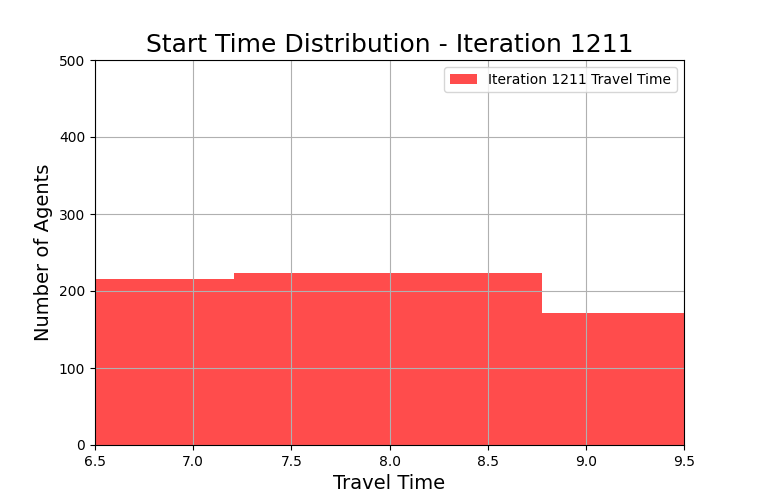 Start Time Distribution - Iteration 1211
Iteration 1211 Travel Time
Number of Agents
500
400
300
200
100
0
6.5 7.0 7.5 8.0 8.5 9.0 9.5
Travel Time